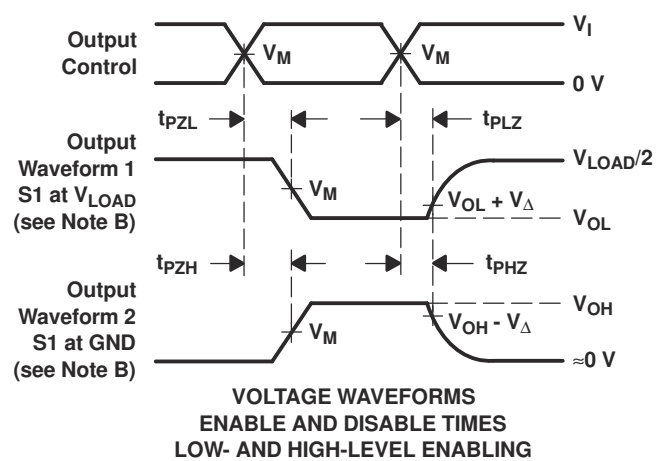 Output
Control
VM
VM
VI
0 V
tPZL
tPLZ
Output
Waveform 1
S1 at VLOAD
(see Note B)
VM
VOL + VΔ
VLOAD/2
VOL
tPZH
tPHZ
Output
Waveform 2
S1 at GND
(see Note B)
VM
VOH - VΔ
VOH
≈0 V
VOLTAGE WAVEFORMS
ENABLE AND DISABLE TIMES
LOW- AND HIGH-LEVEL ENABLING